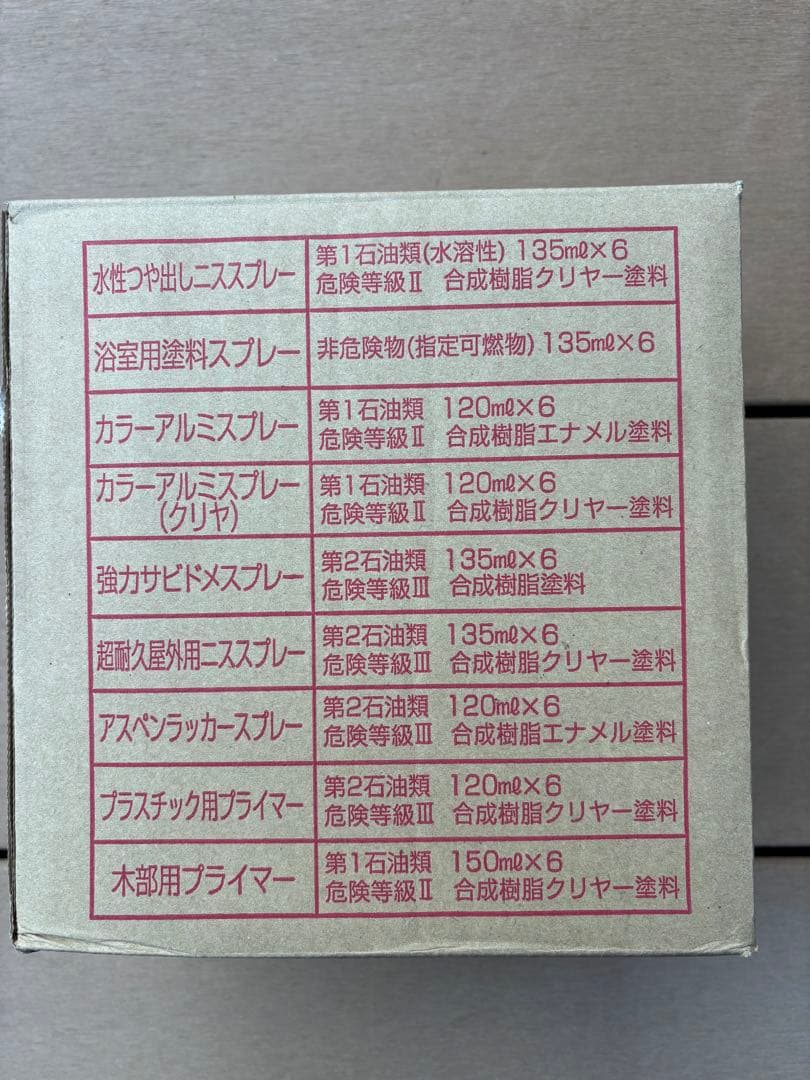 水性つや出しニススプレー
第1石油類(水溶性) 135mℓ×6
危険等級Ⅱ 合成樹脂クリヤー塗料
浴室用塗料スプレー
非危険物(指定可燃物) 135mℓ×6
カラーアルミスプレー
第1石油類 120mℓ×6
危険等級Ⅱ 合成樹脂エナメル塗料
カラーアルミスプレー
(クリヤ)
第1石油類 120mℓ×6
危険等級Ⅱ 合成樹脂クリヤー塗料
強力サビドメスプレー
第2石油類 135mℓ×6
危険等級Ⅲ 合成樹脂塗料
超耐久屋外用ニススプレー
第2石油類 135mℓ×6
危険等級Ⅲ 合成樹脂クリヤー塗料
アスペンラッカースプレー
第2石油類 120mℓ×6
危険等級Ⅲ 合成樹脂エナメル塗料
プラスチック用プライマー
第2石油類 120mℓ×6
危険等級Ⅲ 合成樹脂クリヤー塗料
木部用プライマー
第1石油類 150mℓ×6
危険等級Ⅱ 合成樹脂クリヤー塗料